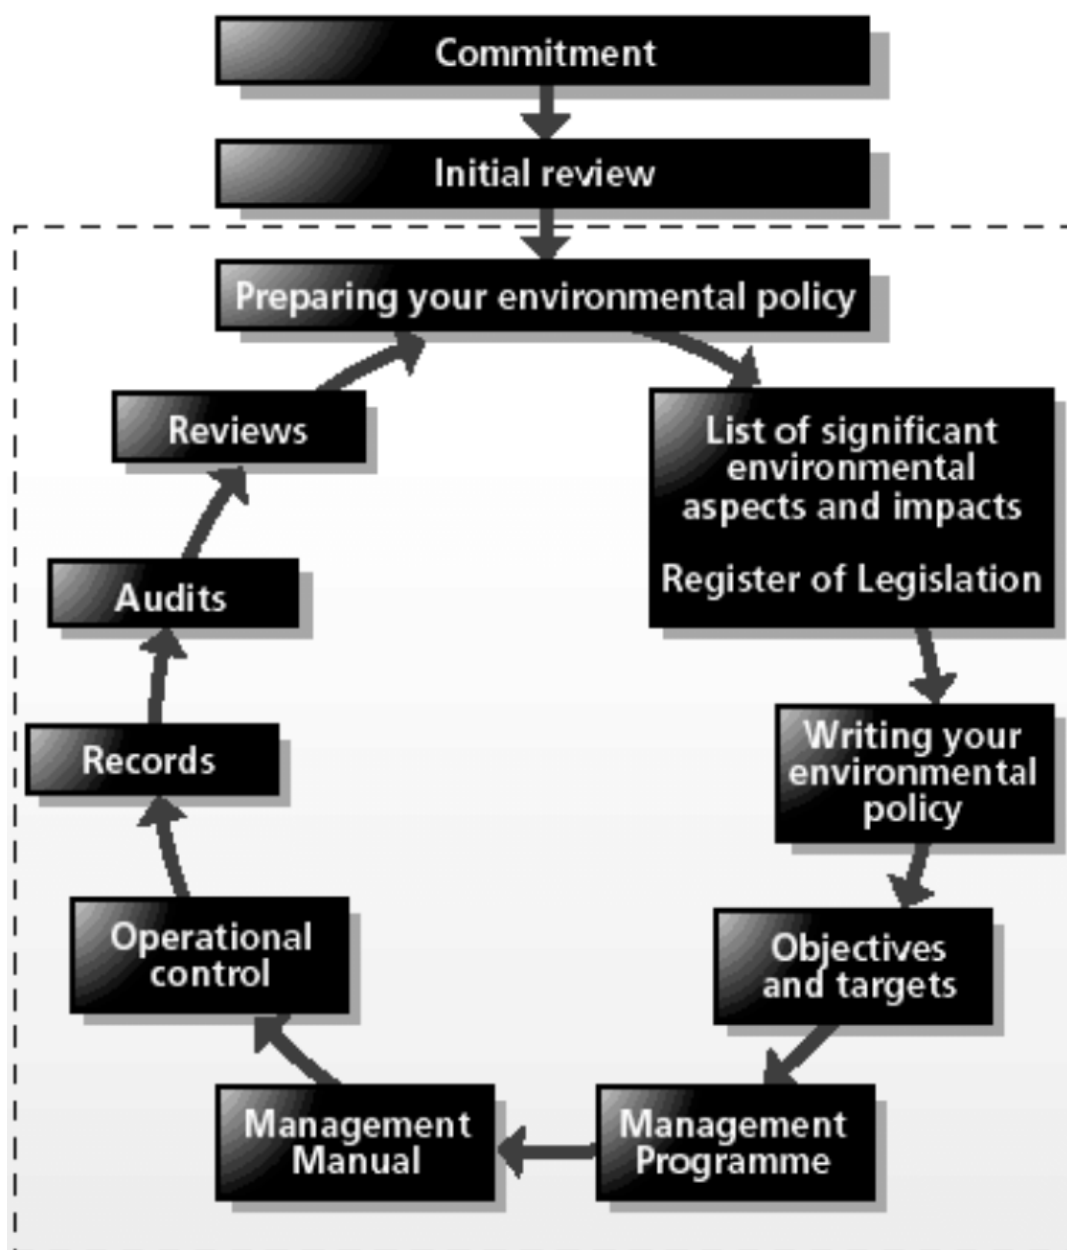 Commitment
Initial review
Preparing your environmental policy
List of significant
environmental
aspects and impacts
Register of Legislation
Writing your
environmental
policy
Objectives
and targets
Management
Programme
Management
Manual
Operational
control
Records
Audits
Reviews